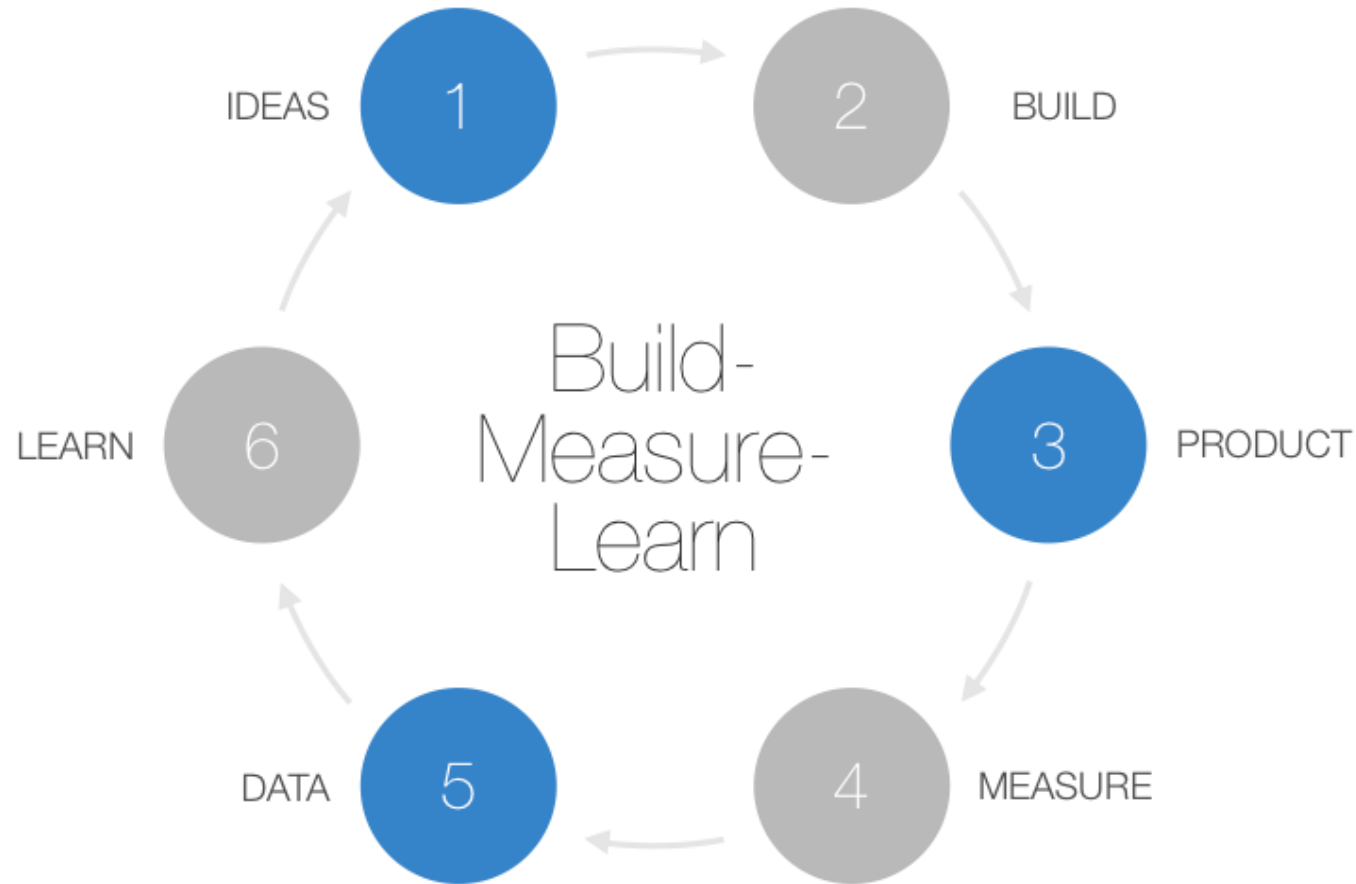 IDEAS
1
2
BUILD
Build-
Measure-
Learn
LEARN
6
3
PRODUCT
DATA
5
4
MEASURE